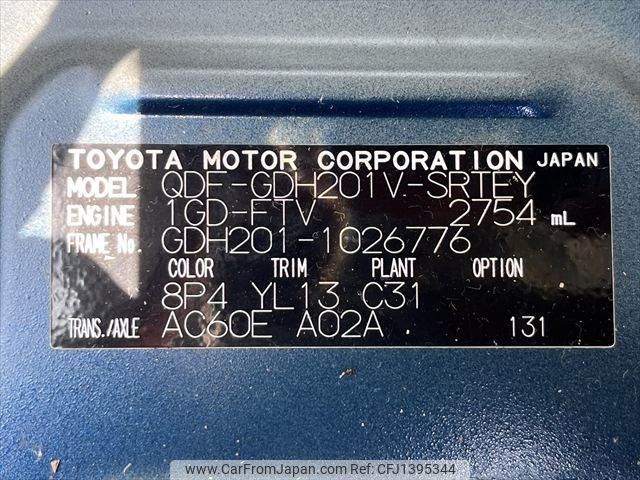 TOYOTA MOTOR CORPORATION JAPAN
MODEL QDF-GDH201V-SRTEY
ENGINE 1GD-FTV 2754 mL
FRAME No. GDH201-1026776
COLOR TRIM PLANT OPTION
8P4 YL13 C31
TRANS./AXLE AC60E A02A 131
www.CarFromJapan.com | CFJ1395344